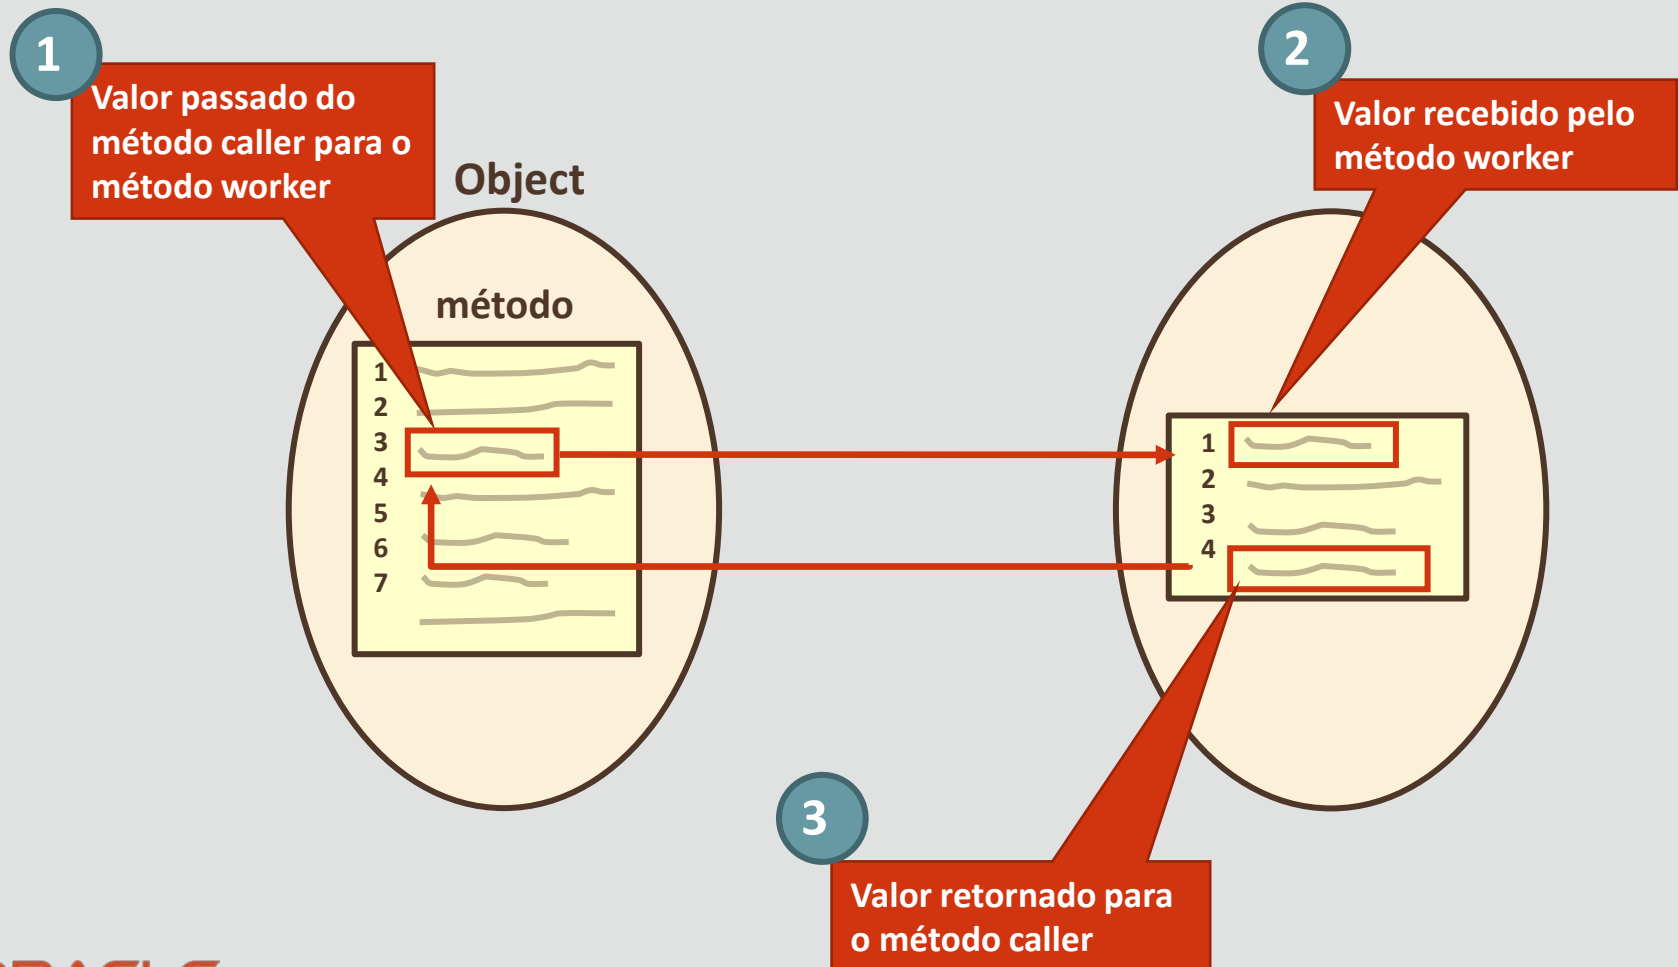 1
Valor passado do
método caller para o
método worker
2
Valor recebido pelo
método worker
Object
método
1
2
3
4
5
6
7
1
2
3
4
3
Valor retornado para
o método caller